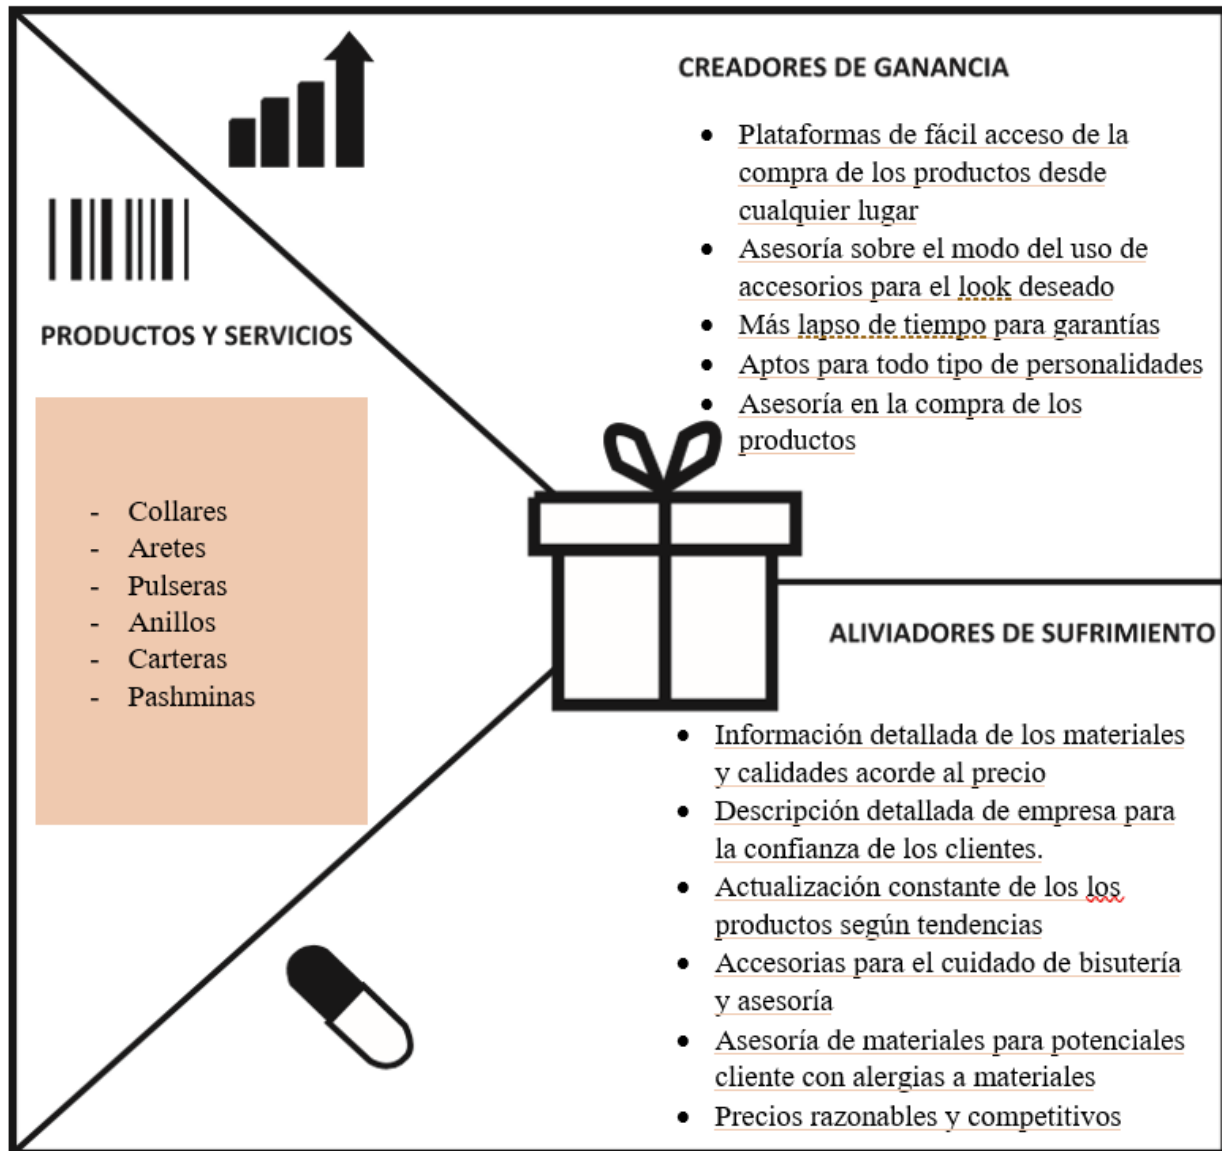 CREADORES DE GANANCIA
• Plataformas de fácil acceso de la
compra de los productos desde
cualquier lugar
• Asesoría sobre el modo del uso de
accesorios para el look deseado
• Más lapso de tiempo para garantías
• Aptos para todo tipo de personalidades
• Asesoría en la compra de los
productos
PRODUCTOS Y SERVICIOS
- Collares
- Aretes
- Pulseras
- Anillos
- Carteras
- Pashminas
ALIVIADORES DE SUFRIMIENTO
• Información detallada de los materiales
y calidades acorde al precio
• Descripción detallada de empresa para
la confianza de los clientes.
• Actualización constante de los los
productos según tendencias
• Accesorias para el cuidado de bisutería
y asesoría
• Asesoría de materiales para potenciales
cliente con alergias a materiales
• Precios razonables y competitivos